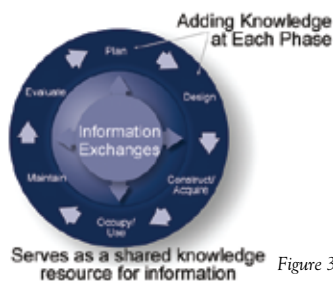 Adding Knowledge
at Each Phase
Plan
Design
Construct/
Acquire
Occupy/
Use
Maintain
Evaluate
Information
Exchanges
Serves as a shared knowledge
resource for information
Figure 3